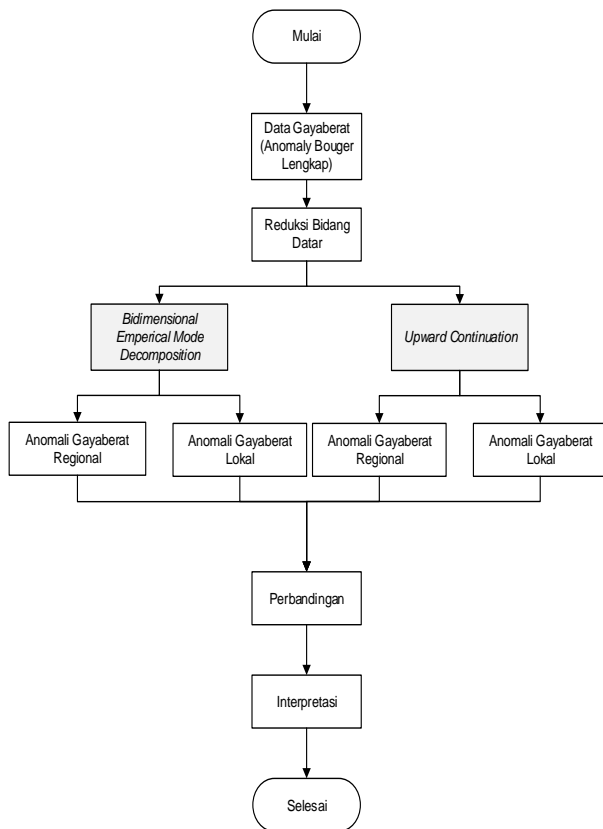 Mulai
Data Gayaberat
(Anomaly Bouger
Lengkap)
Reduksi Bidang
Datar
Bidimensional
Emperical Mode
Decomposition
Upward Continuation
Anomali Gayaberat
Regional
Anomali Gayaberat
Lokal
Anomali Gayaberat
Regional
Anomali Gayaberat
Lokal
Perbandingan
Interpretasi
Selesai